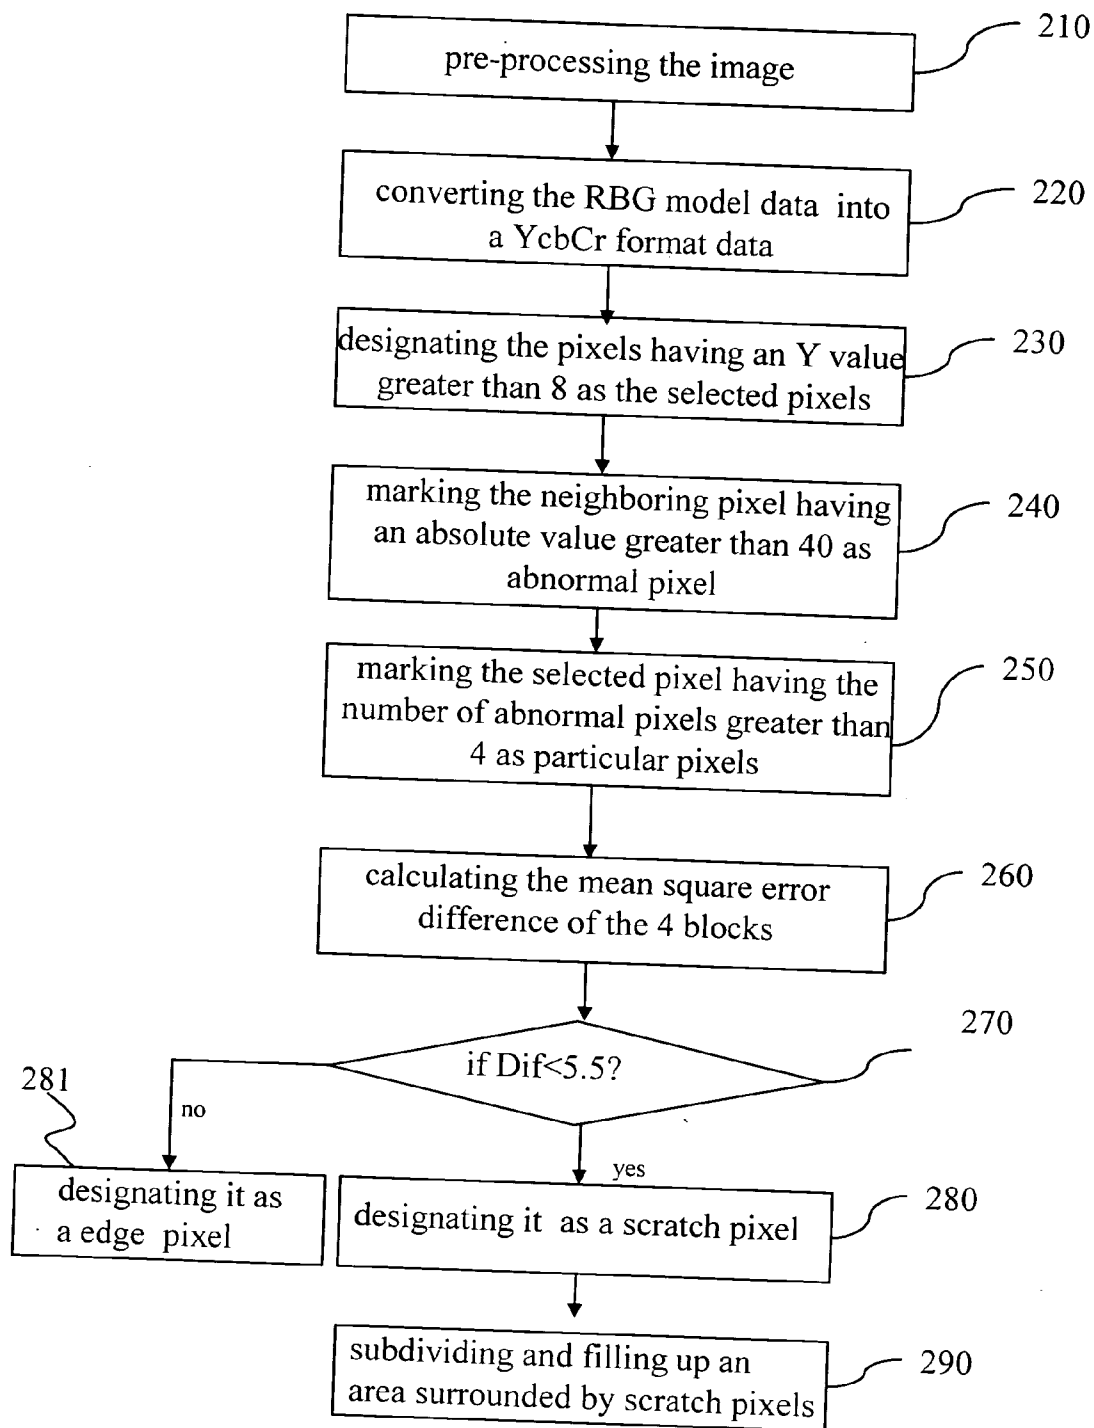 pre-processing the image
210
converting the RBG model data into
a YcbCr format data
220
designating the pixels having an Y value
greater than 8 as the selected pixels
230
marking the neighboring pixel having
an absolute value greater than 40 as
abnormal pixel
240
marking the selected pixel having the
number of abnormal pixels greater than
4 as particular pixels
250
calculating the mean square error
difference of the 4 blocks
260
if Dif<5.5?
270
281
no
yes
designating it as
a edge pixel
designating it as a scratch pixel
280
subdividing and filling up an
area surrounded by scratch pixels
290